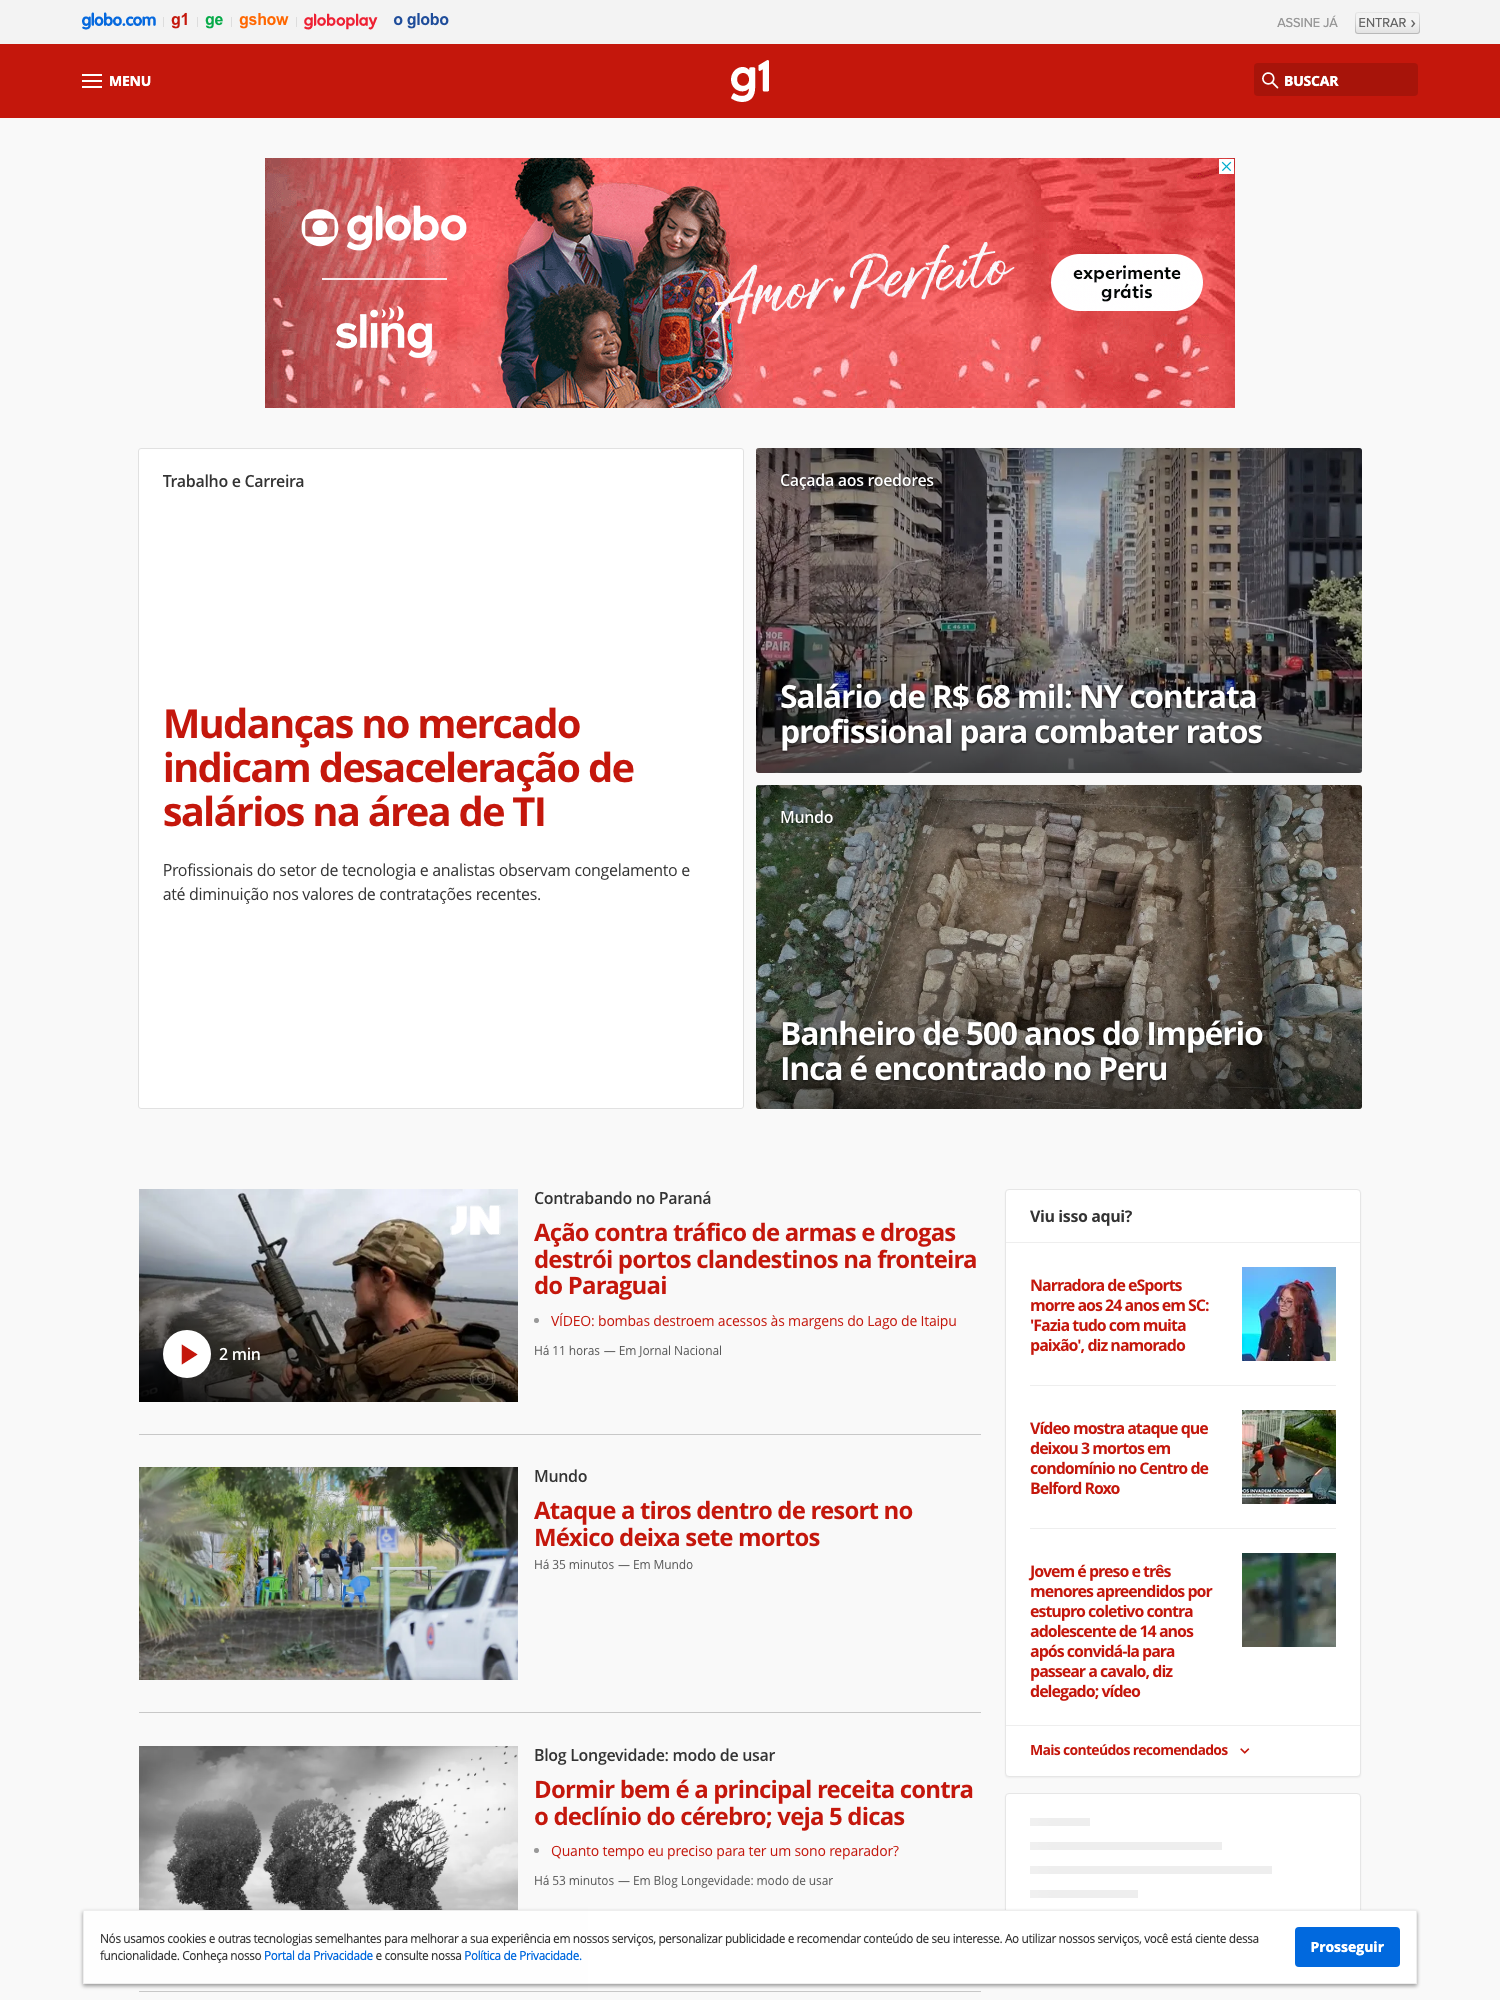 globo.com g1 ge gshow globoplay o globo
ASSINE JÁ ENTRAR ›
MENU
g1
BUSCAR
globo
sling
Amor Perfeito
experimente
grátis
Trabalho e Carreira
Mudanças no mercado
indicam desaceleração de
salários na área de TI
Profissionais do setor de tecnologia e analistas observam congelamento e
até diminuição nos valores de contratações recentes.
Caçada aos roedores
Salário de R$ 68 mil: NY contrata
profissional para combater ratos
Mundo
Banheiro de 500 anos do Império
Inca é encontrado no Peru
JN
2 min
Contrabando no Paraná
Ação contra tráfico de armas e drogas
destrói portos clandestinos na fronteira
do Paraguai
VÍDEO: bombas destroem acessos às margens do Lago de Itaipu
Há 11 horas — Em Jornal Nacional
Mundo
Ataque a tiros dentro de resort no
México deixa sete mortos
Há 35 minutos — Em Mundo
Blog Longevidade: modo de usar
Dormir bem é a principal receita contra
o declínio do cérebro; veja 5 dicas
Quanto tempo eu preciso para ter um sono reparador?
Há 53 minutos — Em Blog Longevidade: modo de usar
Viu isso aqui?
Narradora de eSports
morre aos 24 anos em SC:
'Fazia tudo com muita
paixão', diz namorado
Vídeo mostra ataque que
deixou 3 mortos em
condomínio no Centro de
Belford Roxo
Jovem é preso e três
menores apreendidos por
estupro coletivo contra
adolescente de 14 anos
após convidá-la para
passear a cavalo, diz
delegado; vídeo
Mais conteúdos recomendados
Nós usamos cookies e outras tecnologias semelhantes para melhorar a sua experiência em nossos serviços, personalizar publicidade e recomendar conteúdo de seu interesse. Ao utilizar nossos serviços, você está ciente dessa
funcionalidade. Conheça nosso Portal da Privacidade e consulte nossa Política de Privacidade.
Prosseguir